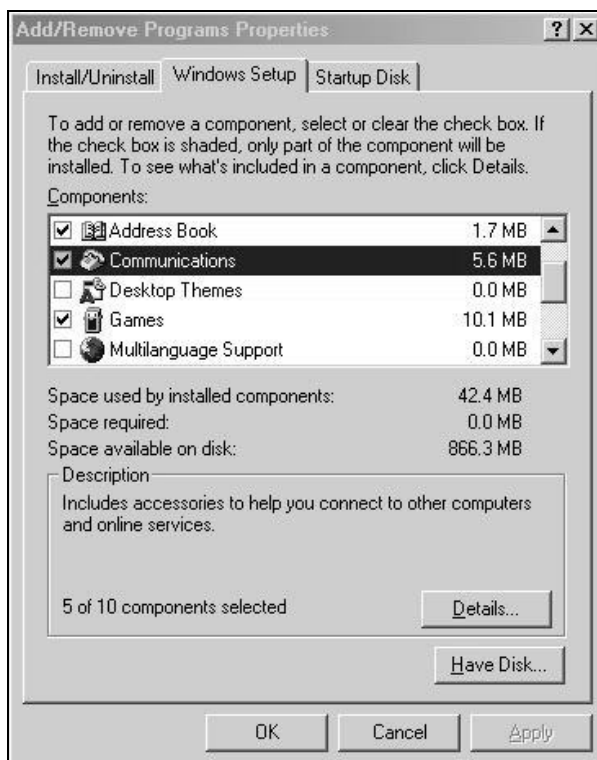 Add/Remove Programs Properties
Install/Uninstall Windows Setup Startup Disk
To add or remove a component, select or clear the check box. If
the check box is shaded, only part of the component will be
installed. To see what's included in a component, click Details.
Components:
Address Book 1.7 MB
Communications 5.6 MB
Desktop Themes 0.0 MB
Games 10.1 MB
Multilanguage Support 0.0 MB
Space used by installed components: 42.4 MB
Space required: 0.0 MB
Space available on disk: 866.3 MB
Description
Includes accessories to help you connect to other computers
and online services.
5 of 10 components selected Details...
Have Disk...
OK Cancel Apply